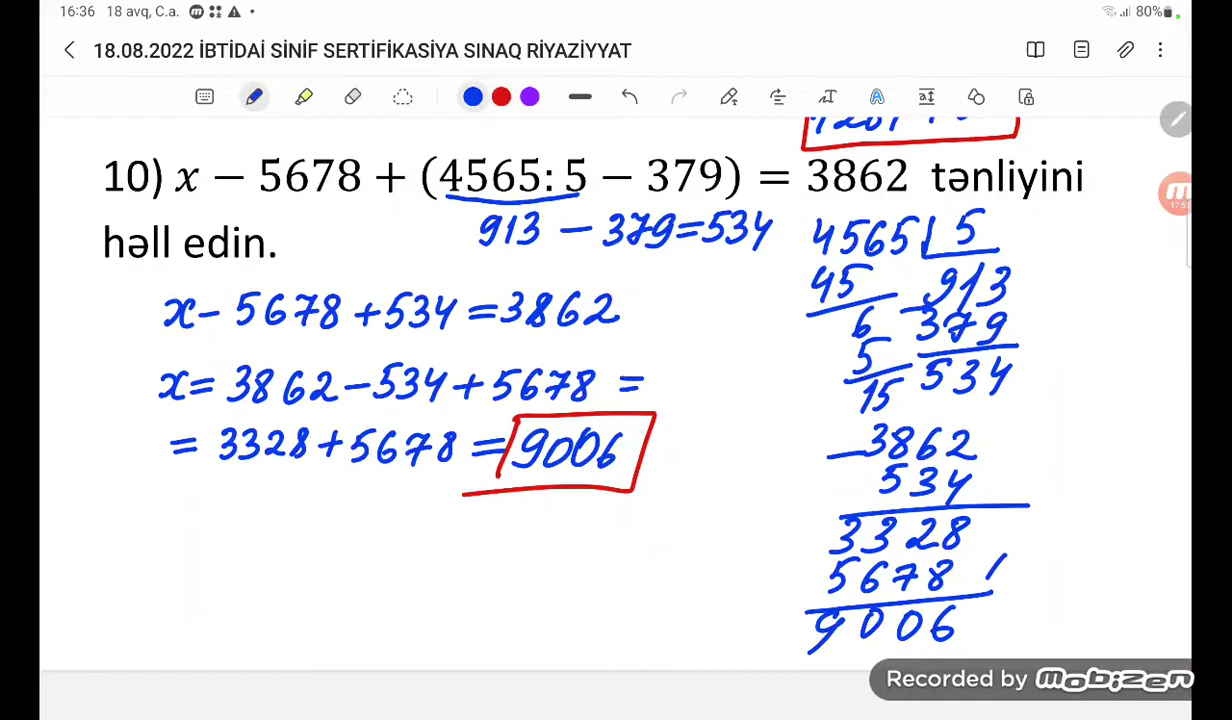 16:36 18 avq, C.a. 80%
18.08.2022 İBTİDAİ SİNİF SERTİFİKASİYA SINAQ RİYAZİYYAT
10) x − 5678 + (4565: 5 − 379) = 3862 tənliyini
913 − 379 = 534
həll edin.
x − 5678 + 534 = 3862
x = 3862 − 534 + 5678 =
= 3328 + 5678 = 9006
4565 5
45 913
6 379
5 534
15
− 3862
534
3328
5678
9006
17:53
Recorded by mobizen